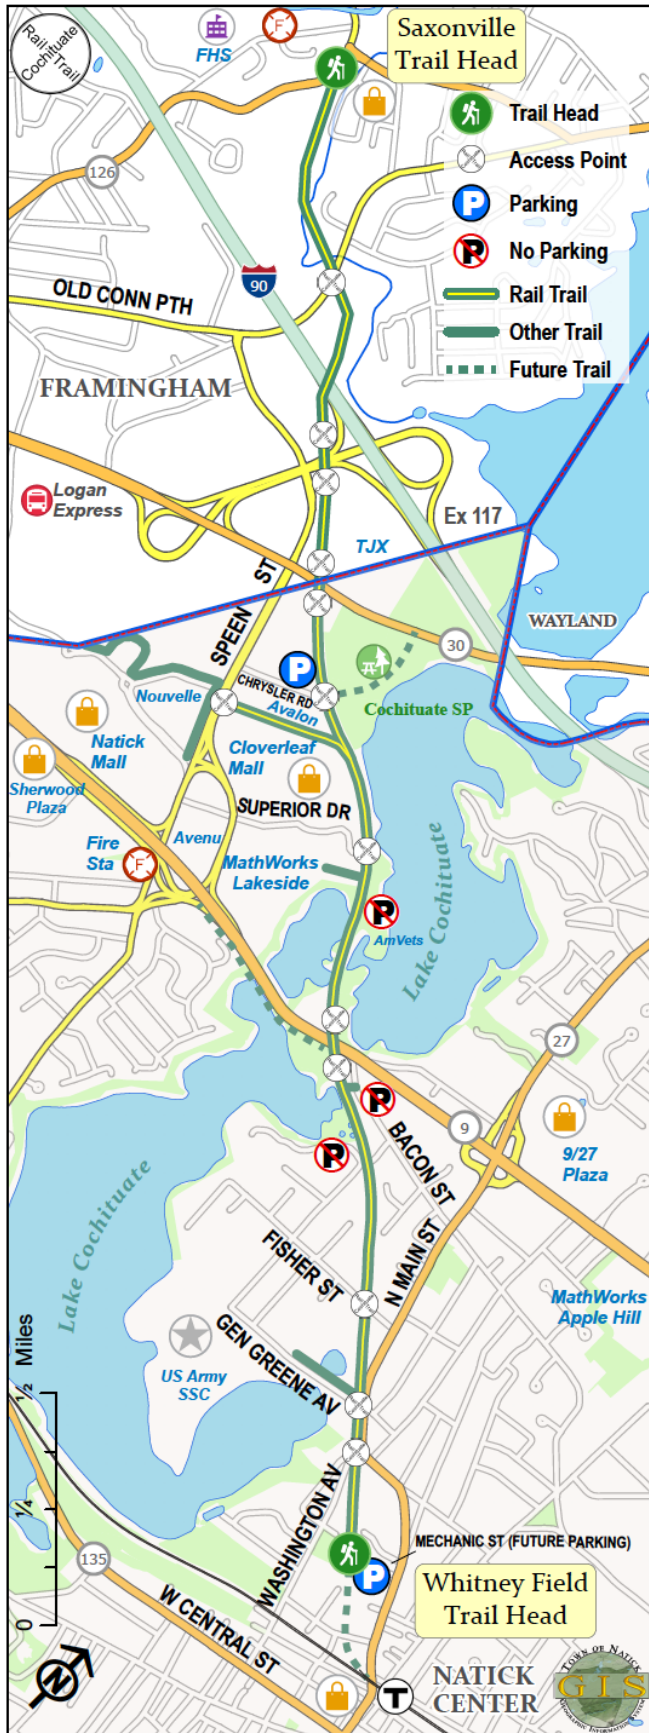 Cochituate
Rail Trail
FHS
F
Saxonville
Trail Head
Trail Head
Access Point
P
Parking
P
No Parking
Rail Trail
Other Trail
Future Trail
126
90
OLD CONN PTH
FRAMINGHAM
Logan
Express
Ex 117
TJX
SPEEN ST
WAYLAND
30
P
CHRYSLER RD
Nouvelle
Avalon
Cochituate SP
Natick
Mall
Cloverleaf
Mall
Sherwood
Plaza
SUPERIOR DR
Fire
Sta
F
Avenu
MathWorks
Lakeside
P
AmVets
Lake Cochituate
27
P
9
BACON ST
9/27
Plaza
P
Lake Cochituate
FISHER ST
N MAIN ST
MathWorks
Apple Hill
US Army
SSC
GEN GREENE AV
Miles
1/2
1/4
0
WASHINGTON AV
MECHANIC ST (FUTURE PARKING)
P
135
Whitney Field
Trail Head
W CENTRAL ST
N
T
NATICK
CENTER
TOWN OF NATICK
GIS
GEOGRAPHIC INFORMATION SYSTEM